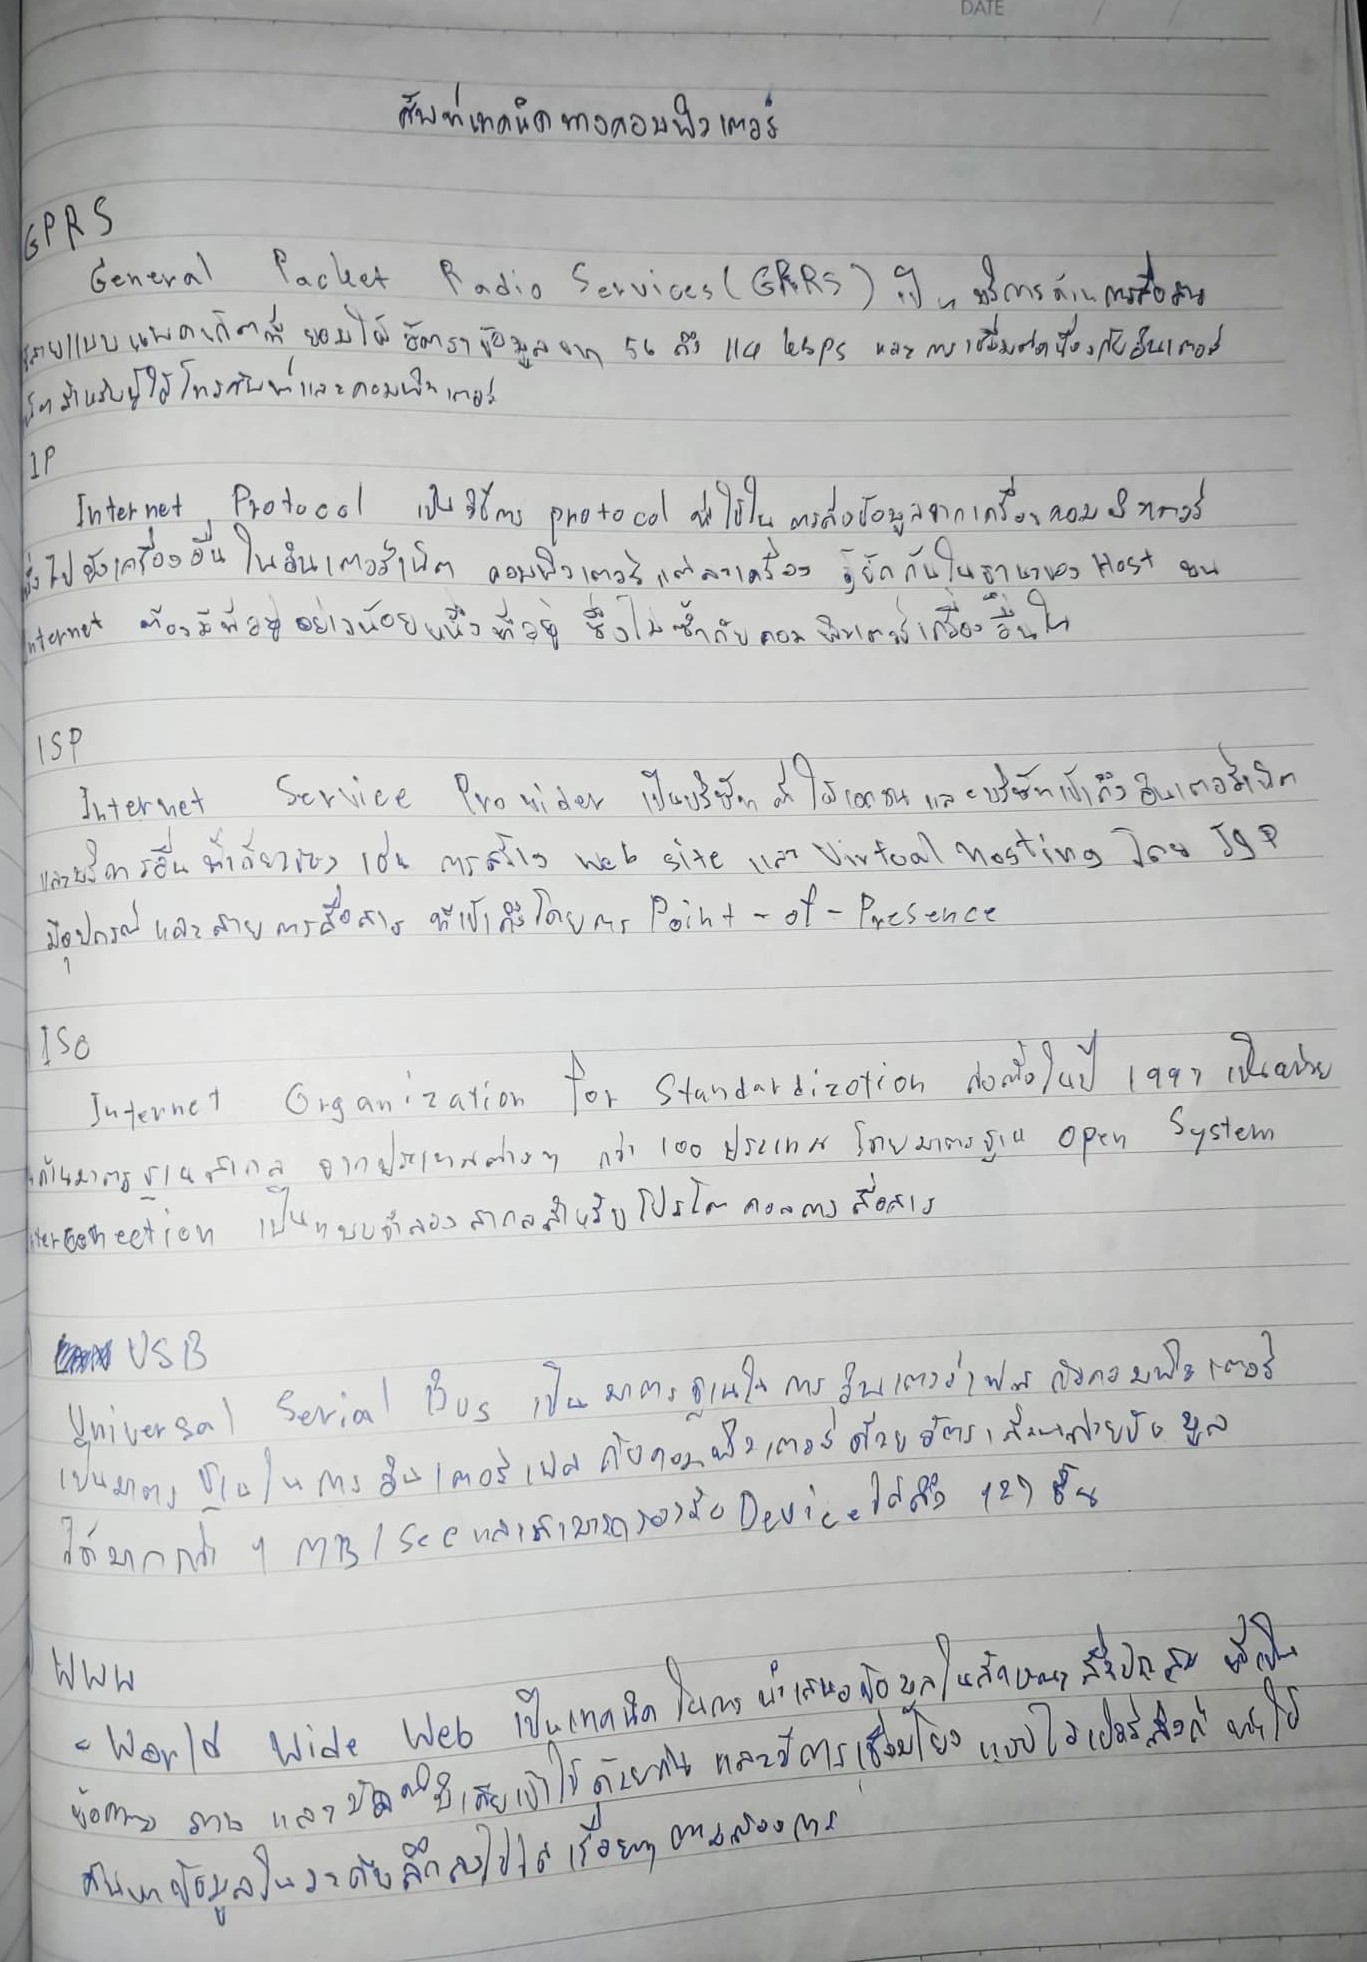 DATE / /
ศัพท์เทคนิคทางคอมพิวเตอร์
GPRS
General Packet Radio Services (GPRS) เป็น บริการด้านการสื่อสาร
แบบแพคเก็ตที่ ยอมให้ อัตราข้อมูลจาก 56 ถึง 114 kbps และการเชื่อมต่อ กับอินเตอร์
เน็ตสำหรับผู้ใช้โทรศัพท์และคอมพิวเตอร์
IP
Internet Protocol เป็นวิธีการ protocol ที่ใช้ใน การส่งข้อมูลจากเครื่องคอมพิวเตอร์
หนึ่งไปยังเครื่องอื่น ในอินเตอร์เน็ต คอมพิวเตอร์แต่ละเครื่อง รู้จักกันในฐานะของ Host บน
Internet ต้องมีที่อยู่อย่างน้อยหนึ่งที่อยู่ ซึ่งไม่ซ้ำกับคอมพิวเตอร์เครื่องอื่นใน
ISP
Internet Service Provider เป็นบริษัท ที่ให้เอกชนและบริษัทเข้าถึงอินเตอร์เน็ต
และบริการอื่นที่เกี่ยวข้อง เช่น การสร้าง web site และ Virtual Hosting โดย ISP
มีอุปกรณ์และสายการสื่อสาร ที่เข้าถึงโดยการ Point-of-Presence
ISO
Internet Organization for Standardization ก่อตั้งในปี 1997
ด้านมาตรฐานสากล จากประเทศต่างๆ กว่า 100 ประเทศ โดยมาตรฐาน Open System
เป็นแบบจำลองสากลสำหรับโปรโตคอลการสื่อสาร
USB
Universal Serial Bus เป็นมาตรฐานในการ อินเตอร์เฟส กับคอมพิวเตอร์
เป็นมาตรฐานในการ อินเตอร์เฟส กับคอมพิวเตอร์ ด้วยอัตรา
ได้มากกว่า MB/Sec และสามารถรองรับ Device ได้ถึง 127 ชิ้น
WWW
- World Wide Web เป็นเทคนิคในการ นำเสนอข้อมูลในลักษณะสื่อประสม ที่เป็น
ข้อความ ภาพ และ มีเดียเข้าไว้ด้วยกัน และมีการเชื่อมโยง แบบไฮเปอร์ลิงก์ ทำให้
ค้นหาข้อมูลในระดับลึกลงไปได้เรื่อยๆ ตามต้องการ